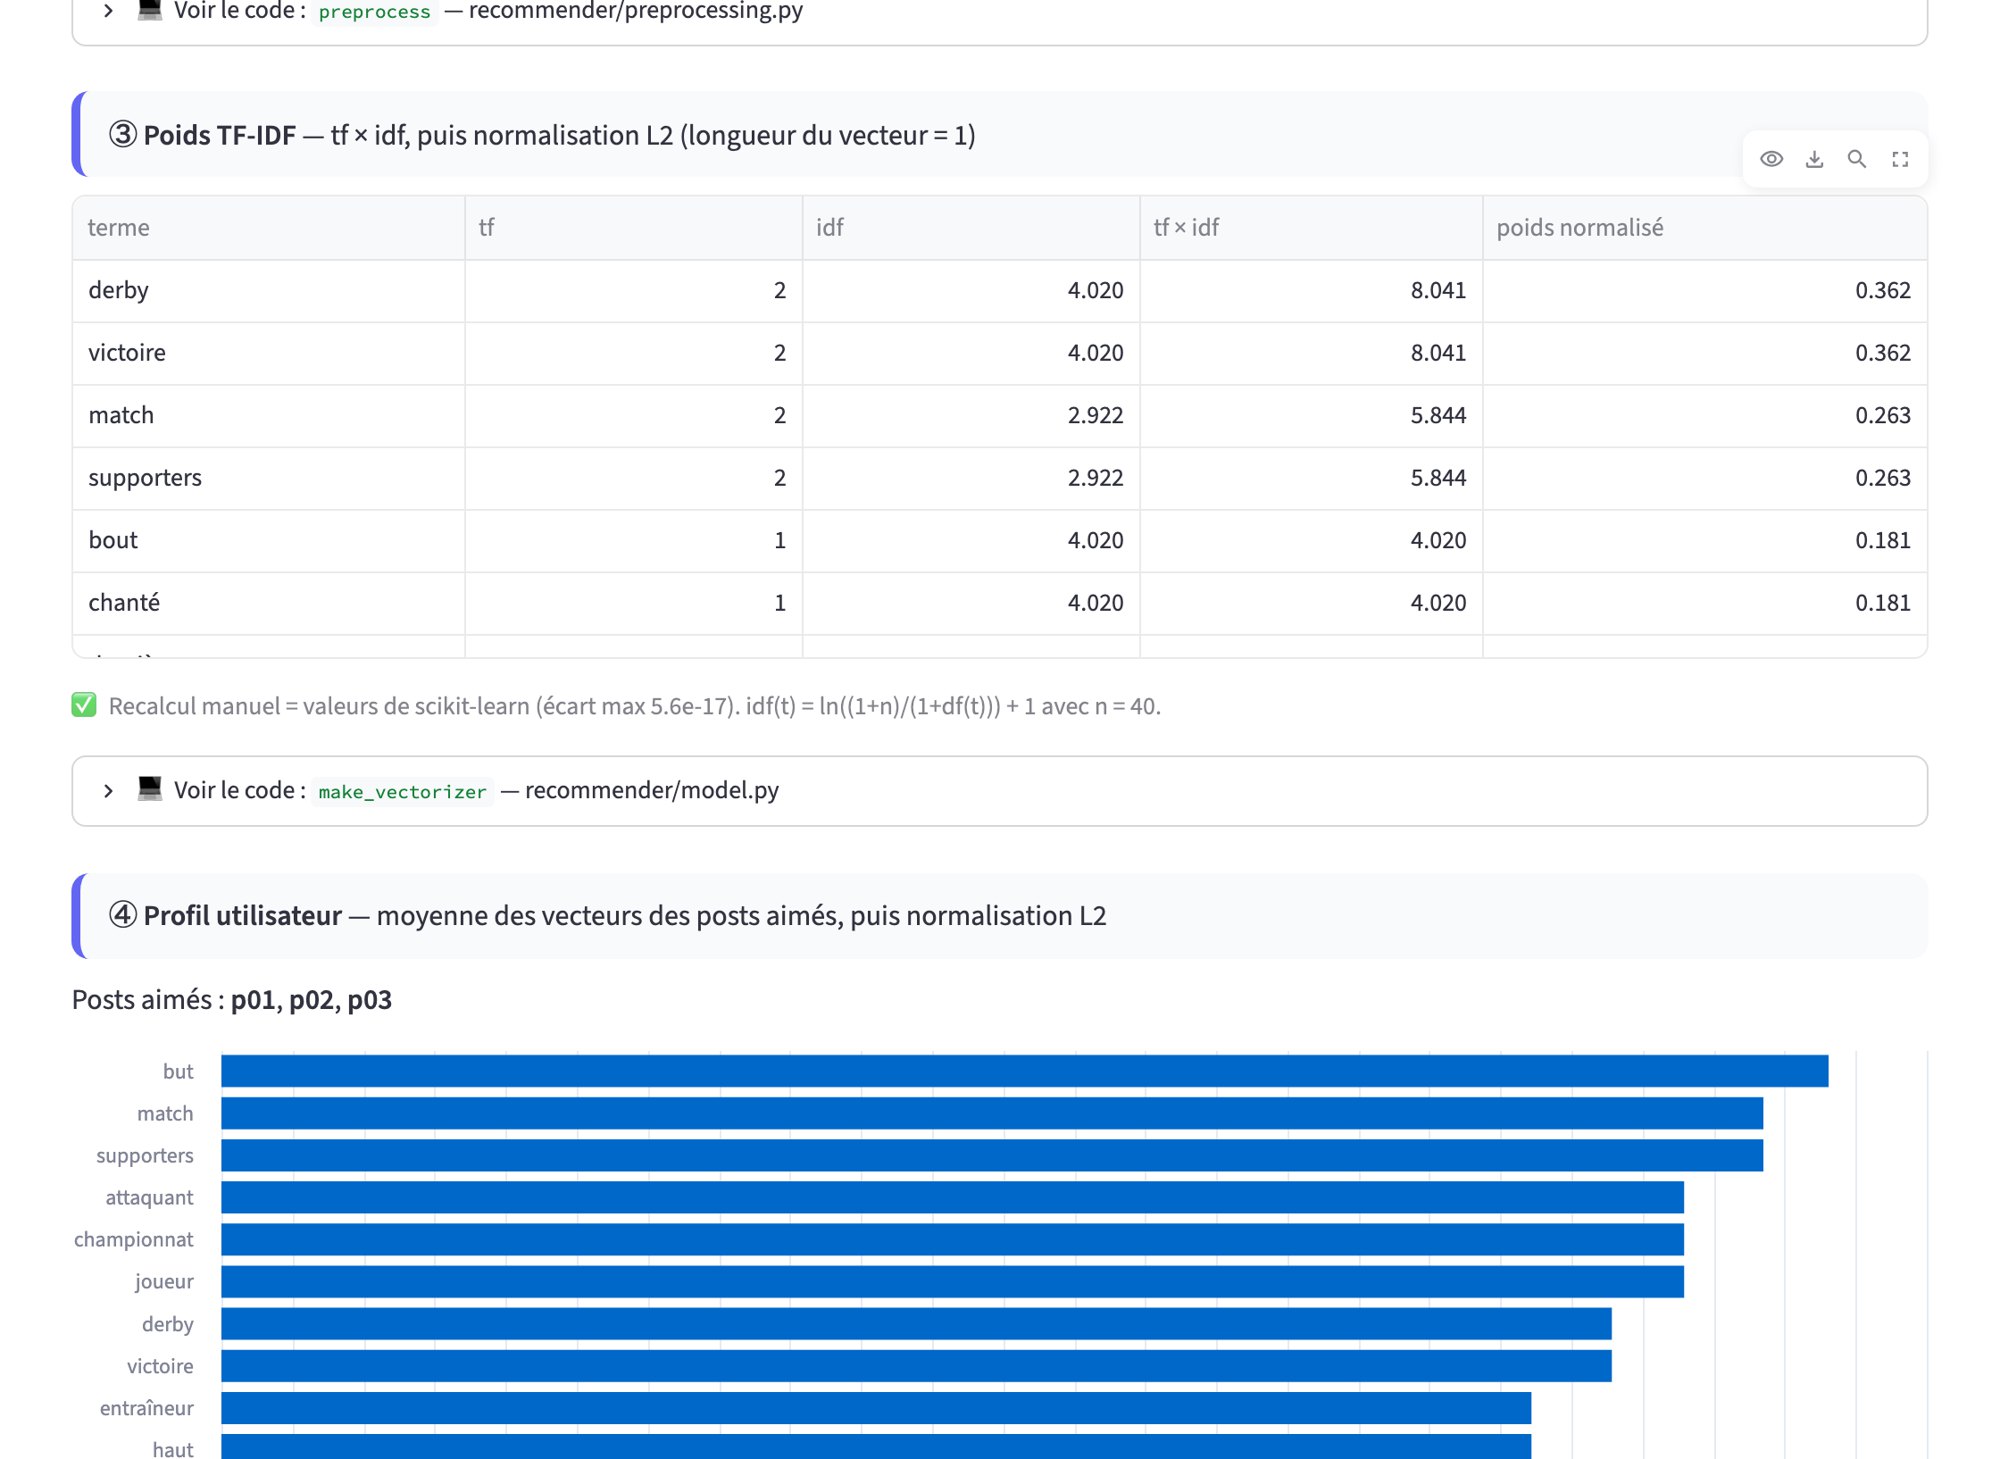 Voir le code : preprocess — recommender/preprocessing.py
③ Poids TF-IDF — tf × idf, puis normalisation L2 (longueur du vecteur = 1)
terme tf idf tf × idf poids normalisé
derby 2 4.020 8.041 0.362
victoire 2 4.020 8.041 0.362
match 2 2.922 5.844 0.263
supporters 2 2.922 5.844 0.263
bout 1 4.020 4.020 0.181
chanté 1 4.020 4.020 0.181
✅ Recalcul manuel = valeurs de scikit-learn (écart max 5.6e-17). idf(t) = ln((1+n)/(1+df(t))) + 1 avec n = 40.
Voir le code : make_vectorizer — recommender/model.py
④ Profil utilisateur — moyenne des vecteurs des posts aimés, puis normalisation L2
Posts aimés : p01, p02, p03
but
match
supporters
attaquant
championnat
joueur
derby
victoire
entraîneur
haut